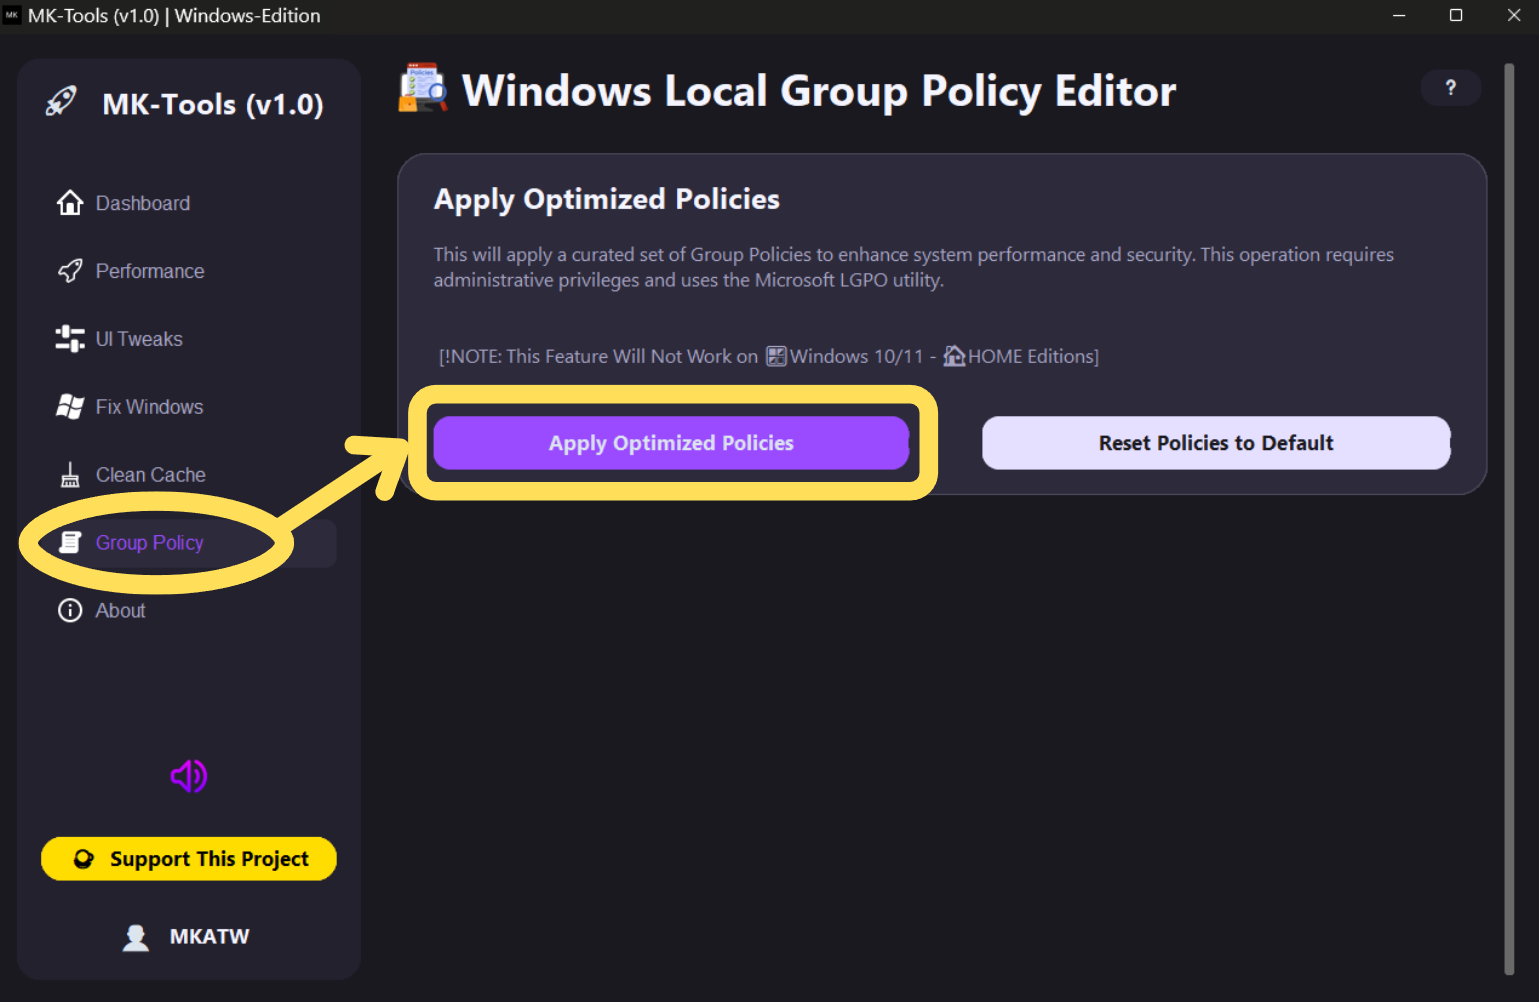 MK MK-Tools (v1.0) | Windows-Edition
MK-Tools (v1.0)
Dashboard
Performance
UI Tweaks
Fix Windows
Clean Cache
Group Policy
About
Support This Project
MKATW
Policies
Windows Local Group Policy Editor
?
Apply Optimized Policies
This will apply a curated set of Group Policies to enhance system performance and security. This operation requires
administrative privileges and uses the Microsoft LGPO utility.
[!NOTE: This Feature Will Not Work on Windows 10/11 - HOME Editions]
Apply Optimized Policies
Reset Policies to Default